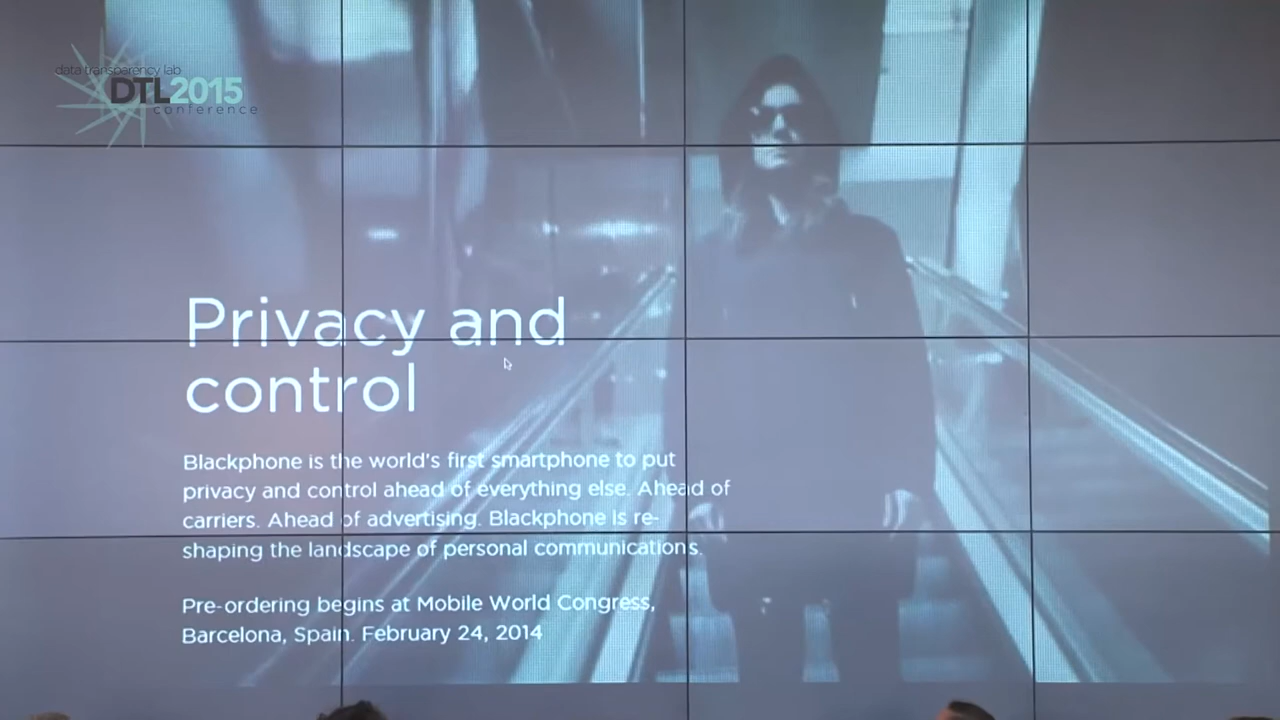 data transparency lab
DTL2015
conference
Privacy and
control
Blackphone is the world's first smartphone to put
privacy and control ahead of everything else. Ahead of
carriers. Ahead of advertising. Blackphone is re-
shaping the landscape of personal communications.
Pre-ordering begins at Mobile World Congress,
Barcelona, Spain. February 24, 2014